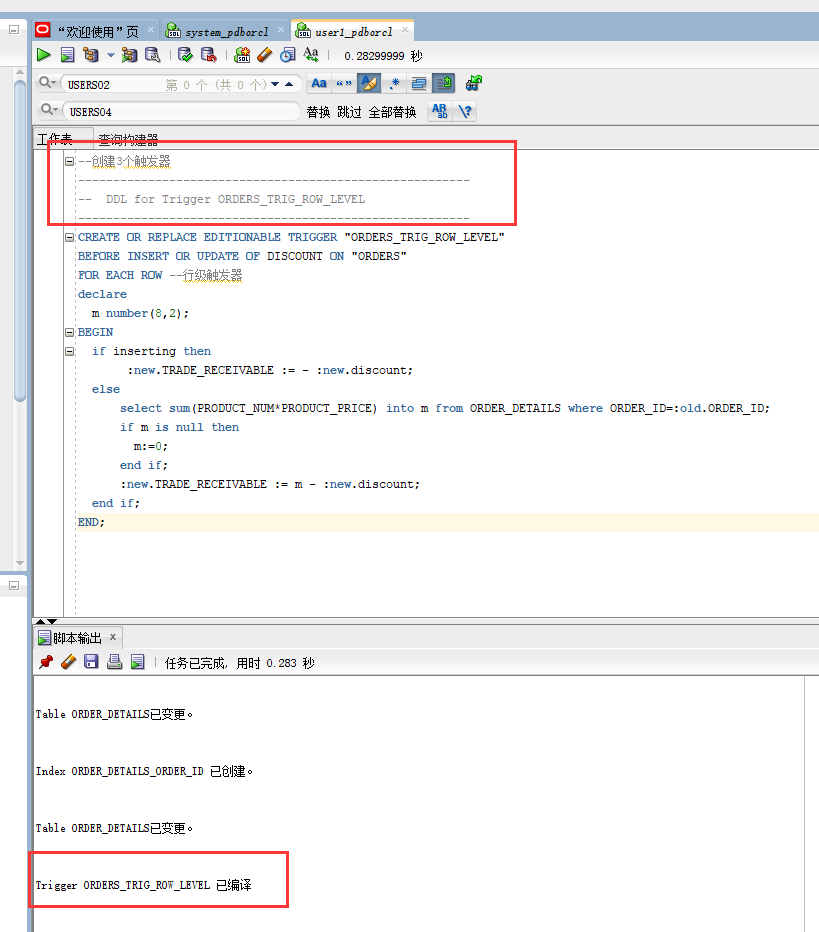 “欢迎使用”页 system_pdborcl user1_pdborcl
0.28299999 秒
USERS02 第 0 个 (共 0 个) Aa “” .*
USERS04 替换 跳过 全部替换 AB ab \?
工作表 查询构建器
--创建3个触发器
--------------------------------------------------------
-- DDL for Trigger ORDERS_TRIG_ROW_LEVEL
--------------------------------------------------------
CREATE OR REPLACE EDITIONABLE TRIGGER "ORDERS_TRIG_ROW_LEVEL"
BEFORE INSERT OR UPDATE OF DISCOUNT ON "ORDERS"
FOR EACH ROW --行级触发器
declare
m number(8,2);
BEGIN
if inserting then
:new.TRADE_RECEIVABLE := - :new.discount;
else
select sum(PRODUCT_NUM*PRODUCT_PRICE) into m from ORDER_DETAILS where ORDER_ID=:old.ORDER_ID;
if m is null then
m:=0;
end if;
:new.TRADE_RECEIVABLE := m - :new.discount;
end if;
END;
脚本输出 x
任务已完成, 用时 0.283 秒
Table ORDER_DETAILS已变更。
Index ORDER_DETAILS_ORDER_ID 已创建。
Table ORDER_DETAILS已变更。
Trigger ORDERS_TRIG_ROW_LEVEL 已编译